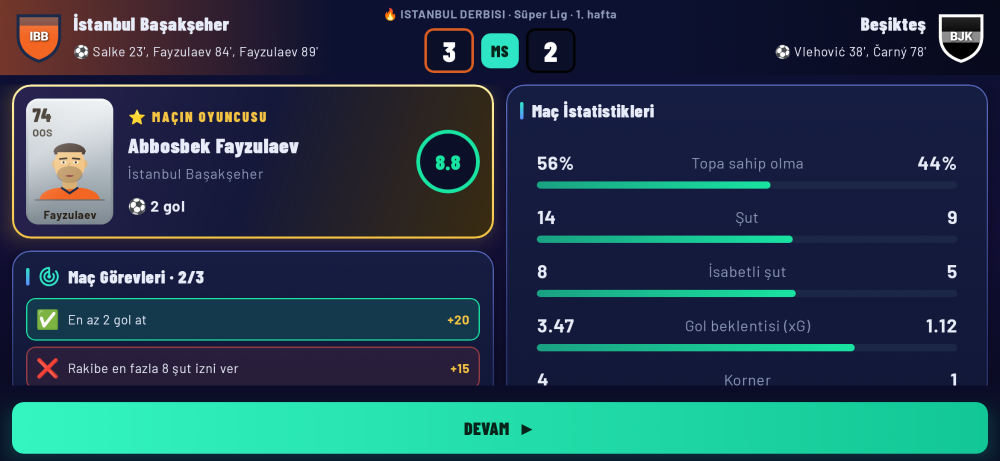 🔥 ISTANBUL DERBISI · Süper Lig · 1. hafta
IBB
İstanbul Başakşehir
⚽ Salke 23', Fayzulaev 84', Fayzulaev 89'
3 MS 2
Beşikteş
⚽ Vlehović 38', Čarný 78'
BJK
74
OOS
Fayzulaev
⭐ MAÇIN OYUNCUSU
Abbosbek Fayzulaev
İstanbul Başakşehir
⚽ 2 gol
8.8
Maç Görevleri · 2/3
✅ En az 2 gol at +20
❌ Rakibe en fazla 8 şut izni ver +15
Maç İstatistikleri
56% Topa sahip olma 44%
14 Şut 9
8 İsabetli şut 5
3.47 Gol beklentisi (xG) 1.12
4 Korner 1
DEVAM ►